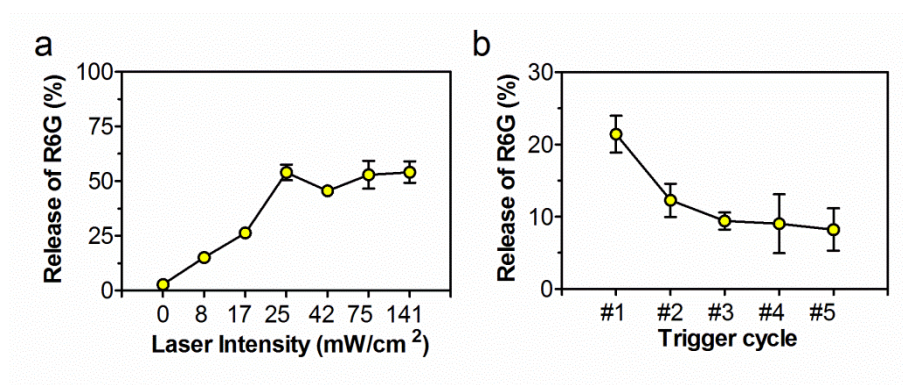 a
Release of R6G (%)
100
75
50
25
0
0 8 17 25 42 75 141
Laser Intensity (mW/cm ²)
b
Release of R6G (%)
30
20
10
0
#1 #2 #3 #4 #5
Trigger cycle